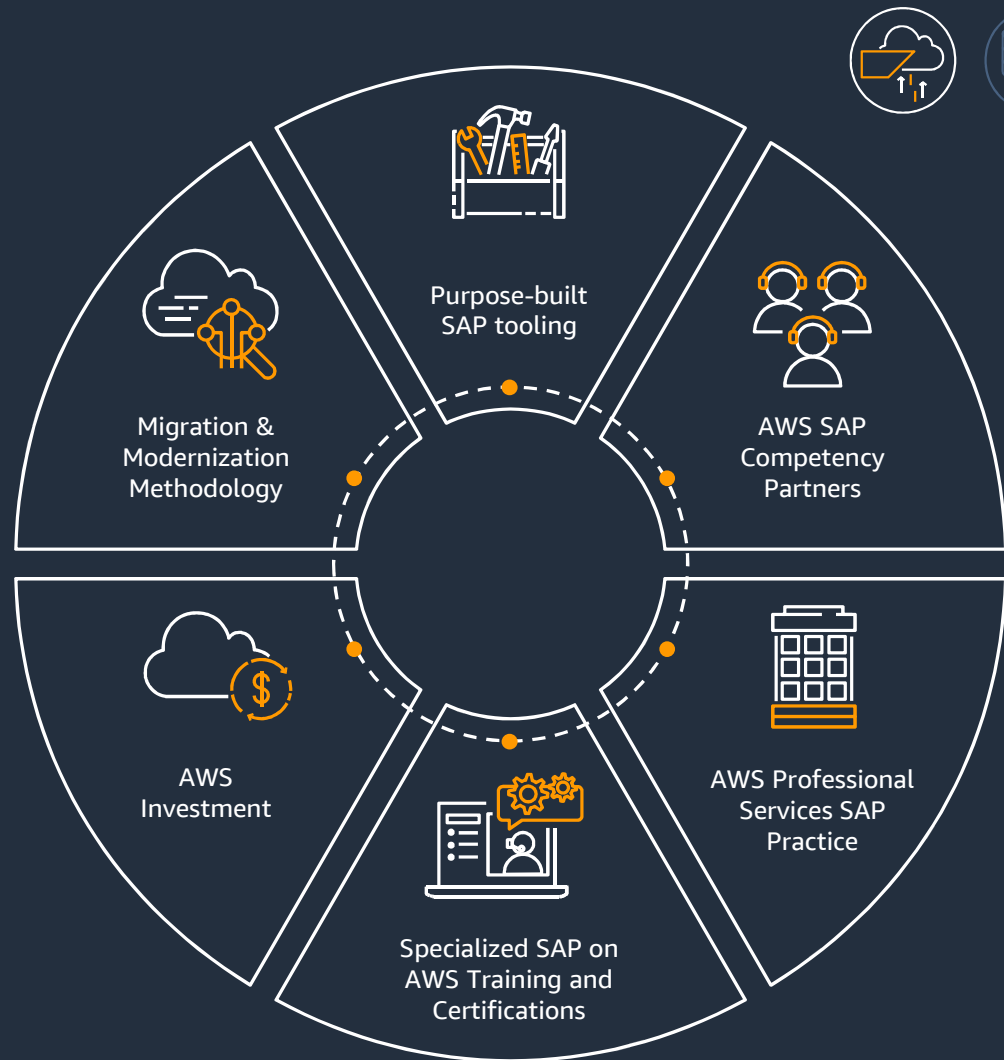 Purpose-built
SAP tooling
Migration &
Modernization
Methodology
AWS SAP
Competency
Partners
AWS
Investment
$
AWS Professional
Services SAP
Practice
Specialized SAP on
AWS Training and
Certifications